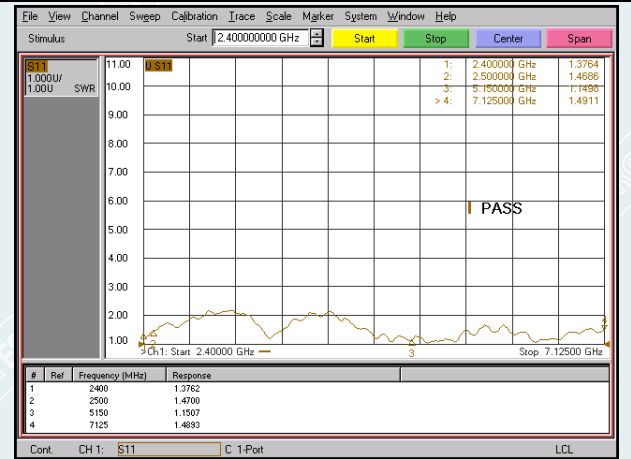 File View Channel Sweep Calibration Trace Scale Marker System Window Help
Stimulus Start 2.400000000 GHz Start Stop Center Span
S11
1.000U/
1.00U SWR
11.00
10.00
9.00
8.00
7.00
6.00
5.00
4.00
3.00
2.00
1.00
U S11
1: 2.400000 GHz 1.3764
2: 2.500000 GHz 1.4686
3: 5.150000 GHz 1.1498
> 4: 7.125000 GHz 1.4911
PASS
2
3
>Ch1: Start 2.40000 GHz
Stop 7.12500 GHz
# Ref Frequency (MHz) Response
1 2400 1.3762
2 2500 1.4700
3 5150 1.1507
4 7125 1.4893
Cont. CH 1: S11 C 1-Port LCL